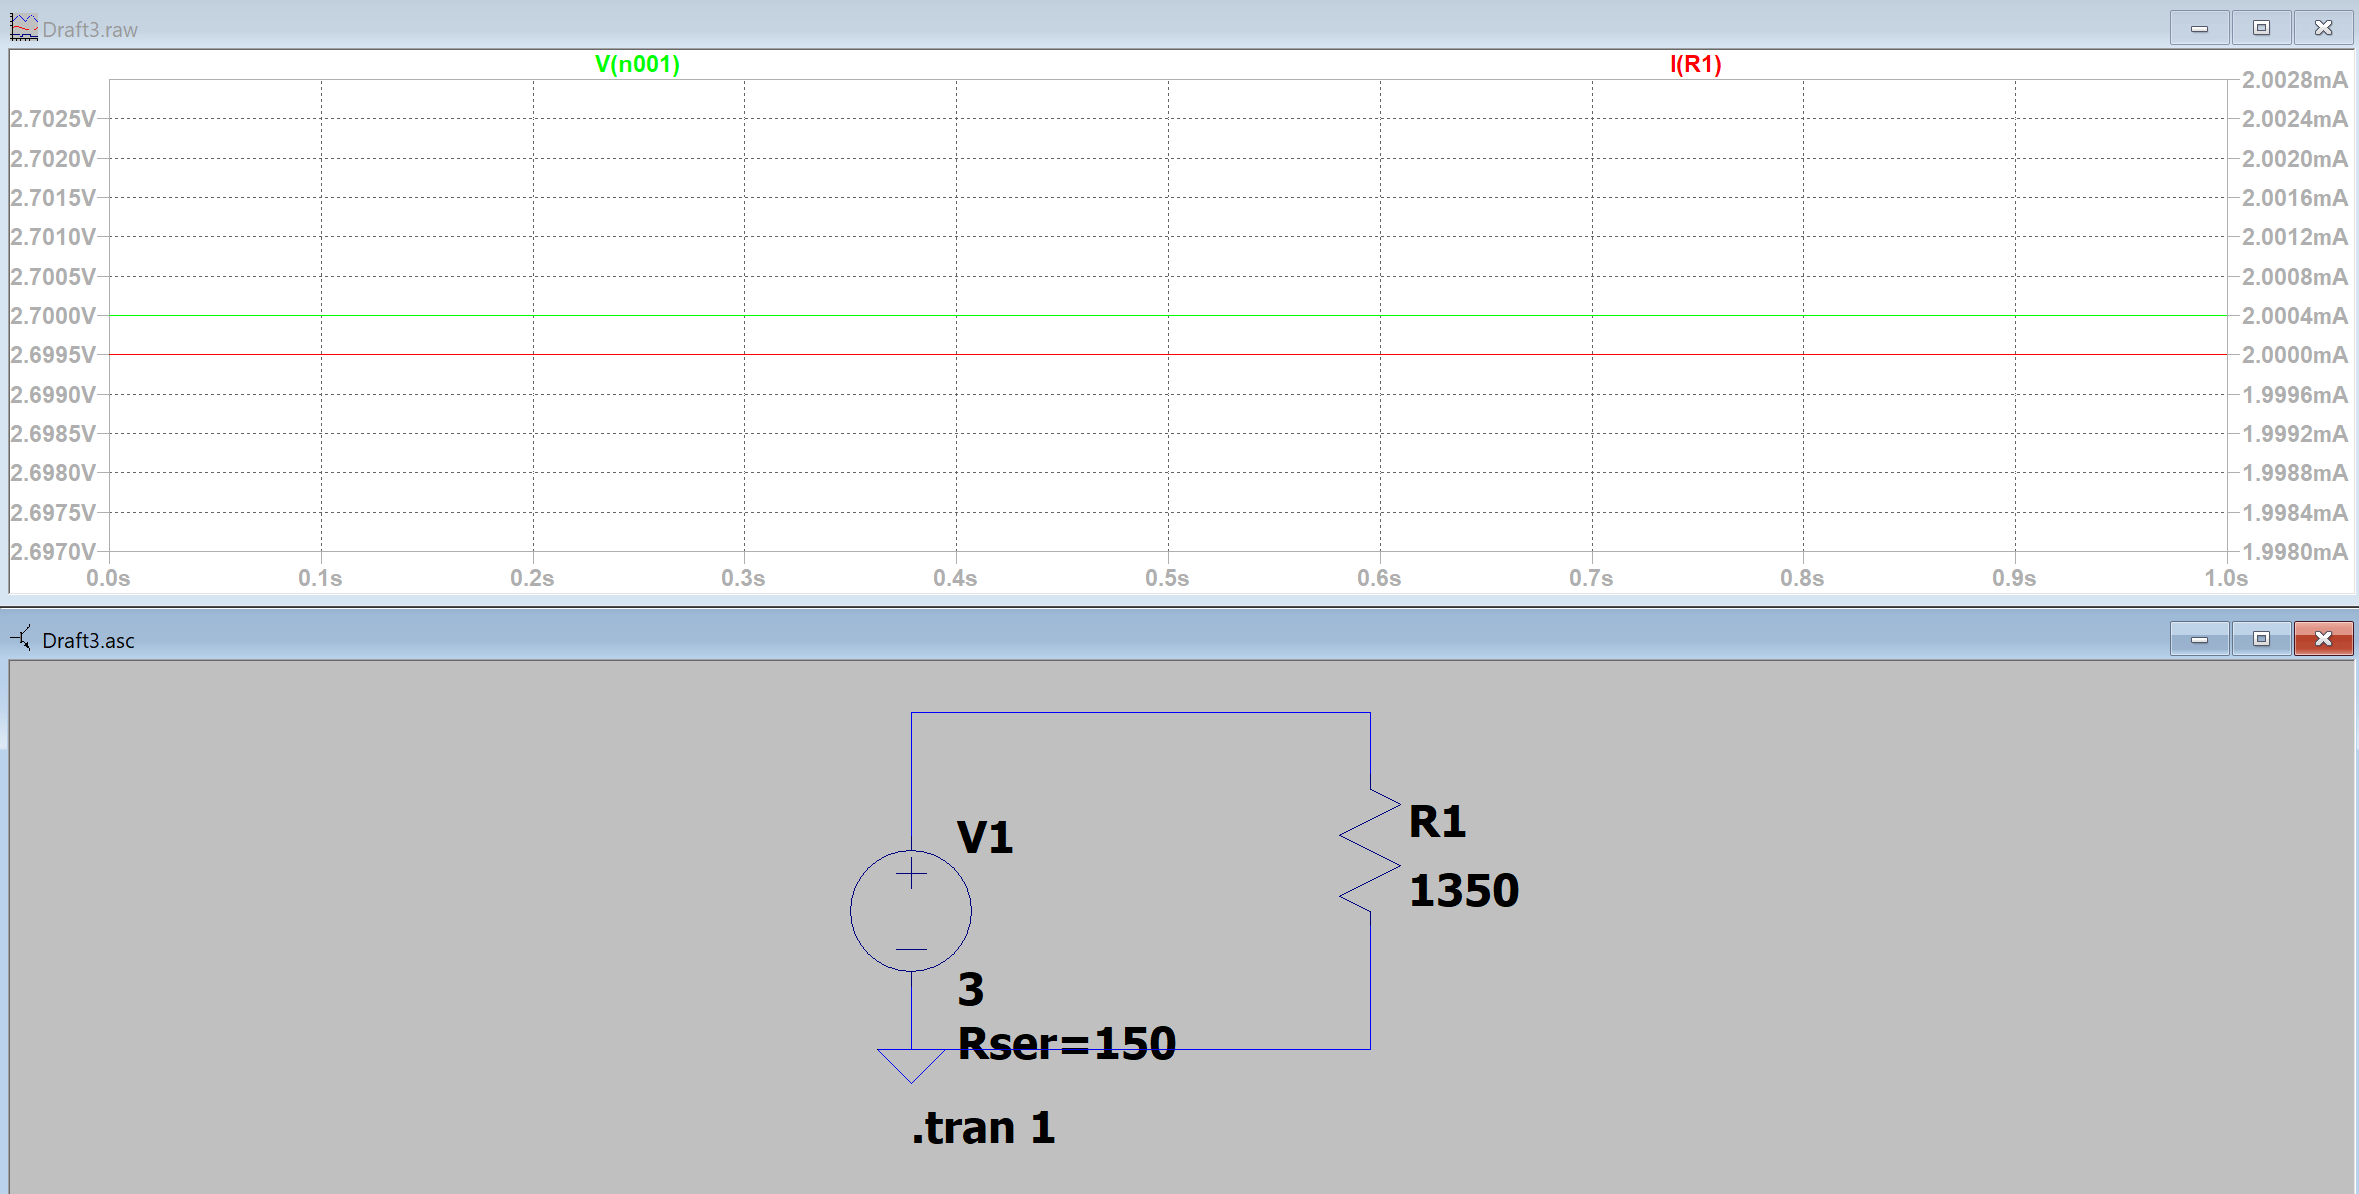 Draft3.raw
V(n001) I(R1)
2.0028mA
2.7025V 2.0024mA
2.7020V 2.0020mA
2.7015V 2.0016mA
2.7010V 2.0012mA
2.7005V 2.0008mA
2.7000V 2.0004mA
2.6995V 2.0000mA
2.6990V 1.9996mA
2.6985V 1.9992mA
2.6980V 1.9988mA
2.6975V 1.9984mA
2.6970V 1.9980mA
0.0s 0.1s 0.2s 0.3s 0.4s 0.5s 0.6s 0.7s 0.8s 0.9s 1.0s
Draft3.asc
V1
R1
1350
3
Rser=150
.tran 1